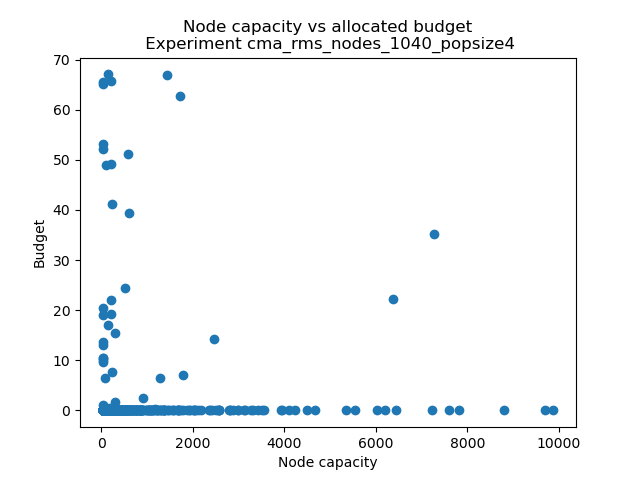 Node capacity vs allocated budget
Experiment cma_rms_nodes_1040_popsize4
70
60
50
40
30
20
10
0
Budget
0 2000 4000 6000 8000 10000
Node capacity